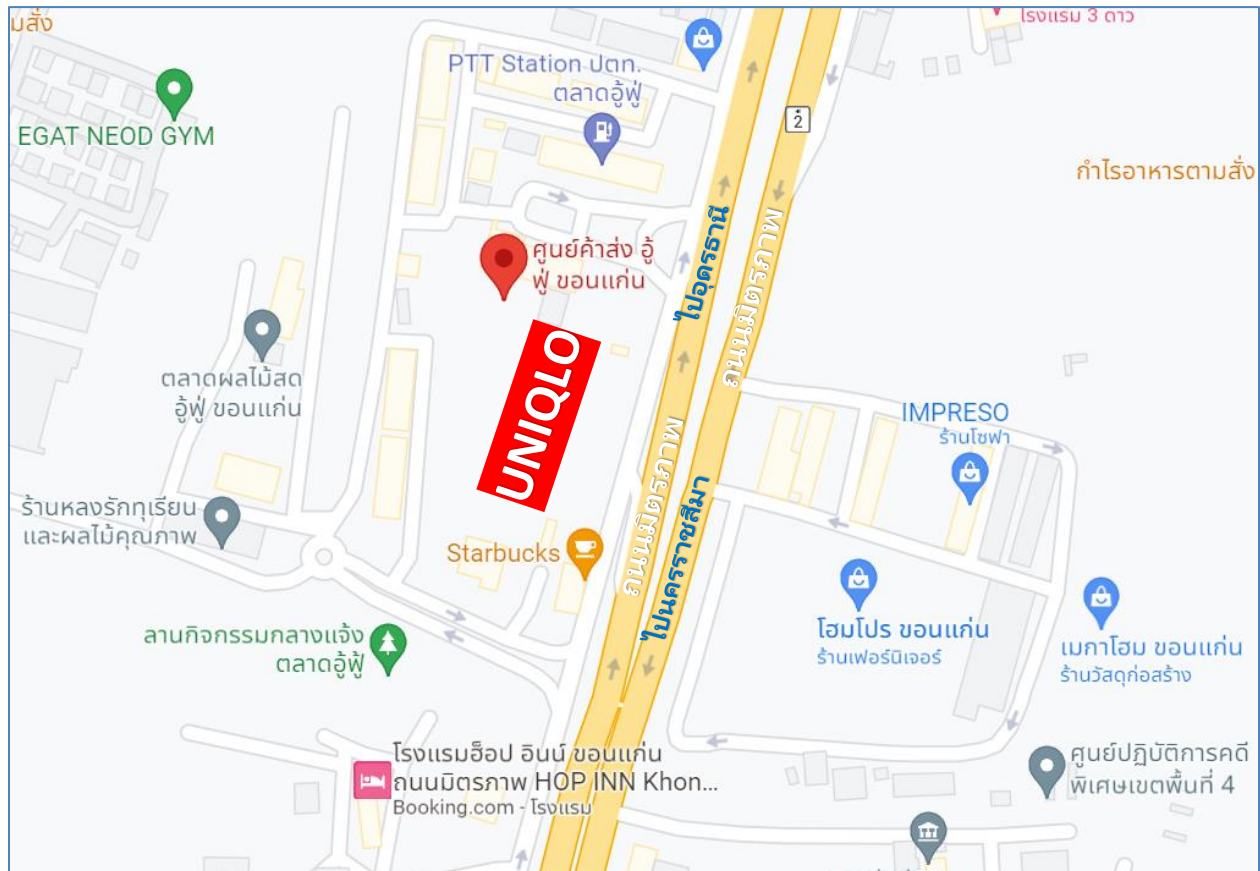 มสั่ง
โรงแรม 3 ดาว
PTT Station ปตท.
ตลาดอู้ฟู่
EGAT NEOD GYM
2
กำไรอาหารตามสั่ง
ศูนย์ค้าส่ง อู้
ฟู่ ขอนแก่น
ไปอุดรธานี
ถนนมิตรภาพ
UNIQLO
ตลาดผลไม้สด
อู้ฟู่ ขอนแก่น
IMPRESO
ร้านโซฟา
ถนนมิตรภาพ
ไปนครราชสีมา
ร้านหลงรักทุเรียน
และผลไม้คุณภาพ
Starbucks
โฮมโปร ขอนแก่น
ร้านเฟอร์นิเจอร์
เมกาโฮม ขอนแก่น
ร้านวัสดุก่อสร้าง
ลานกิจกรรมกลางแจ้ง
ตลาดอู้ฟู่
โรงแรมฮ็อป อินน์ ขอนแก่น
ถนนมิตรภาพ HOP INN Khon...
Booking.com - โรงแรม
ศูนย์ปฏิบัติการคดี
พิเศษเขตพื้นที่ 4